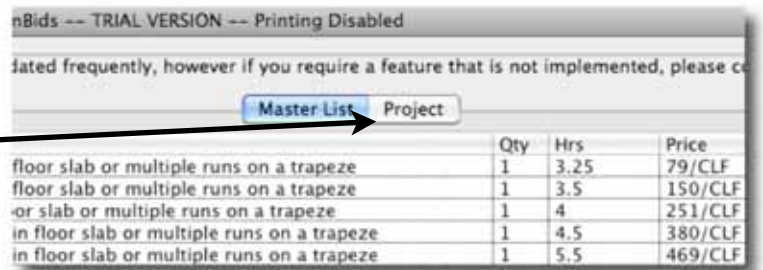 nBids -- TRIAL VERSION -- Printing Disabled
dated frequently, however if you require a feature that is not implemented, please co
Master List Project
Qty Hrs Price
floor slab or multiple runs on a trapeze 1 3.25 79/CLF
floor slab or multiple runs on a trapeze 1 3.5 150/CLF
or slab or multiple runs on a trapeze 1 4 251/CLF
in floor slab or multiple runs on a trapeze 1 4.5 380/CLF
in floor slab or multiple runs on a trapeze 1 5.5 469/CLF